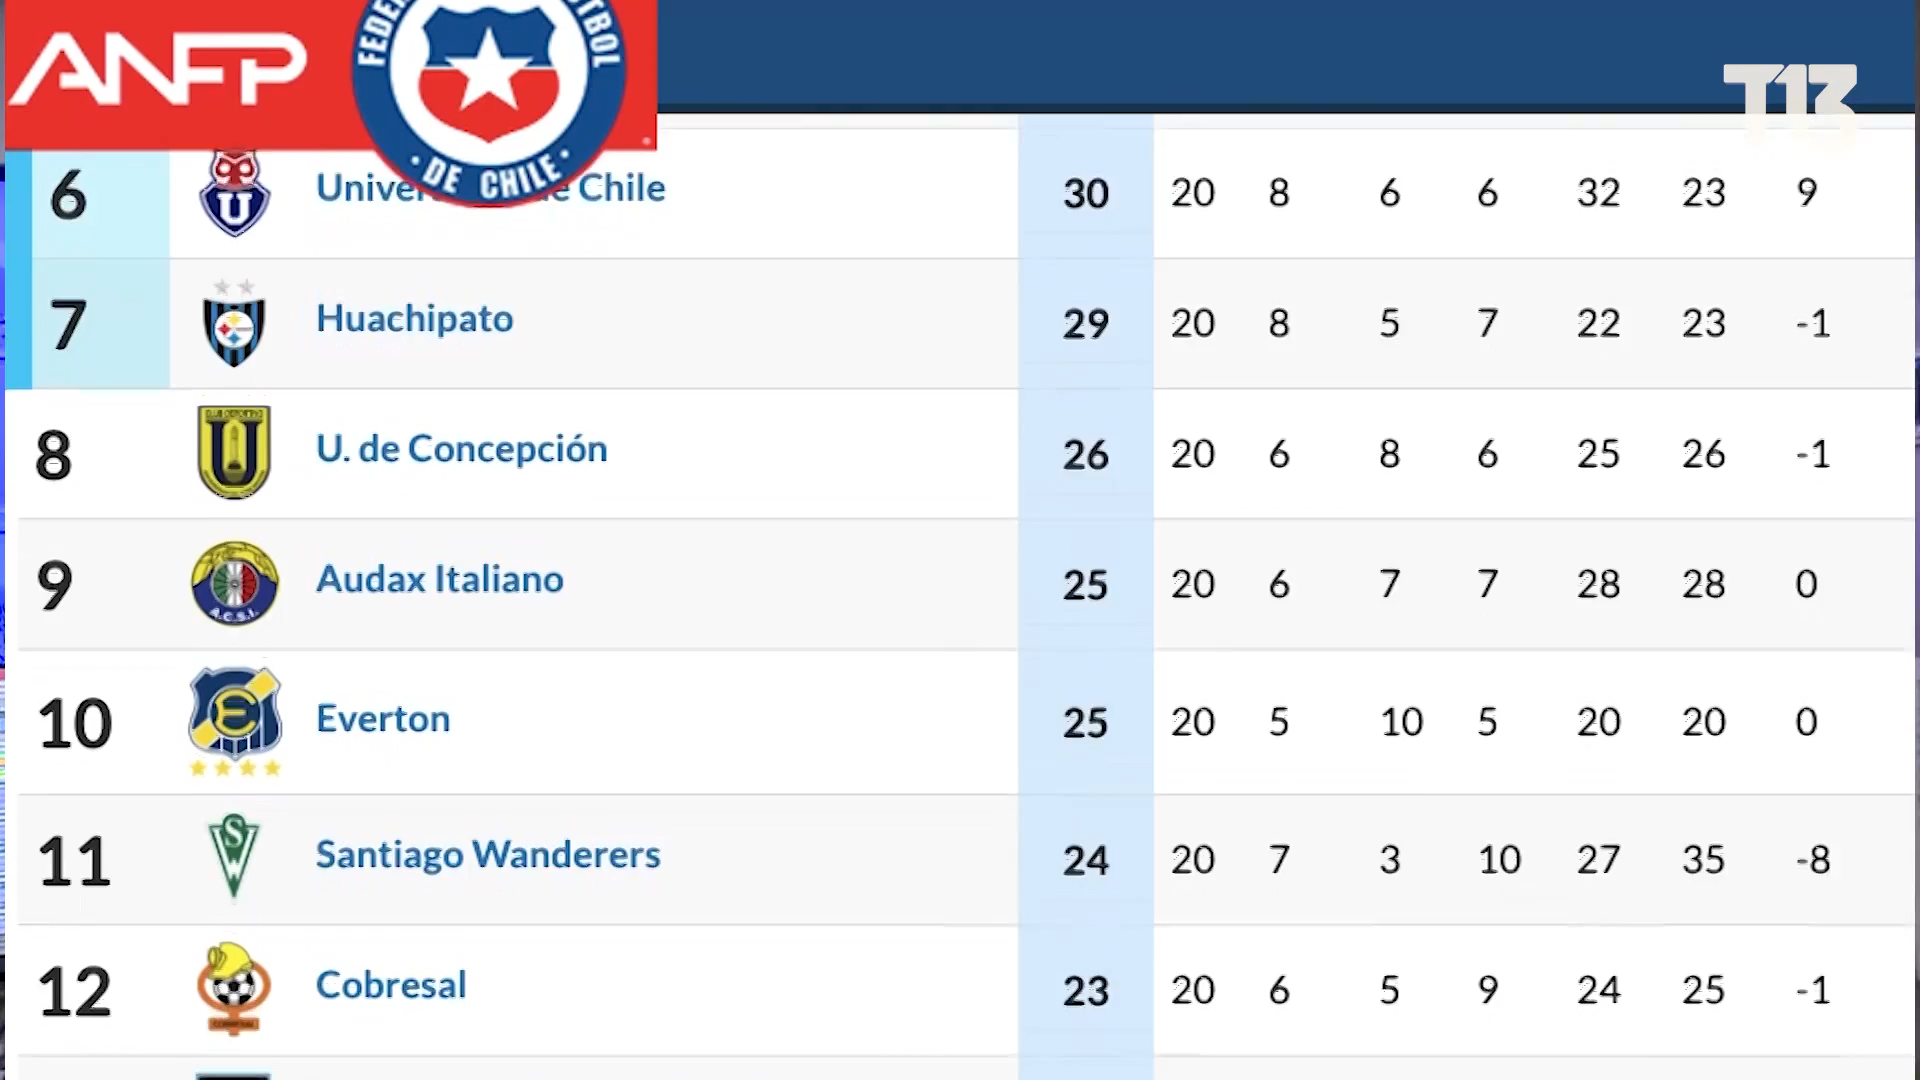 ANFP
DE CHILE
T13
6 Chile 30 20 8 6 6 32 23 9
7 Huachipato 29 20 8 5 7 22 23 -1
8 U. de Concepción 26 20 6 8 6 25 26 -1
9 Audax Italiano 25 20 6 7 7 28 28 0
10 Everton 25 20 5 10 5 20 20 0
11 Santiago Wanderers 24 20 7 3 10 27 35 -8
12 Cobresal 23 20 6 5 9 24 25 -1